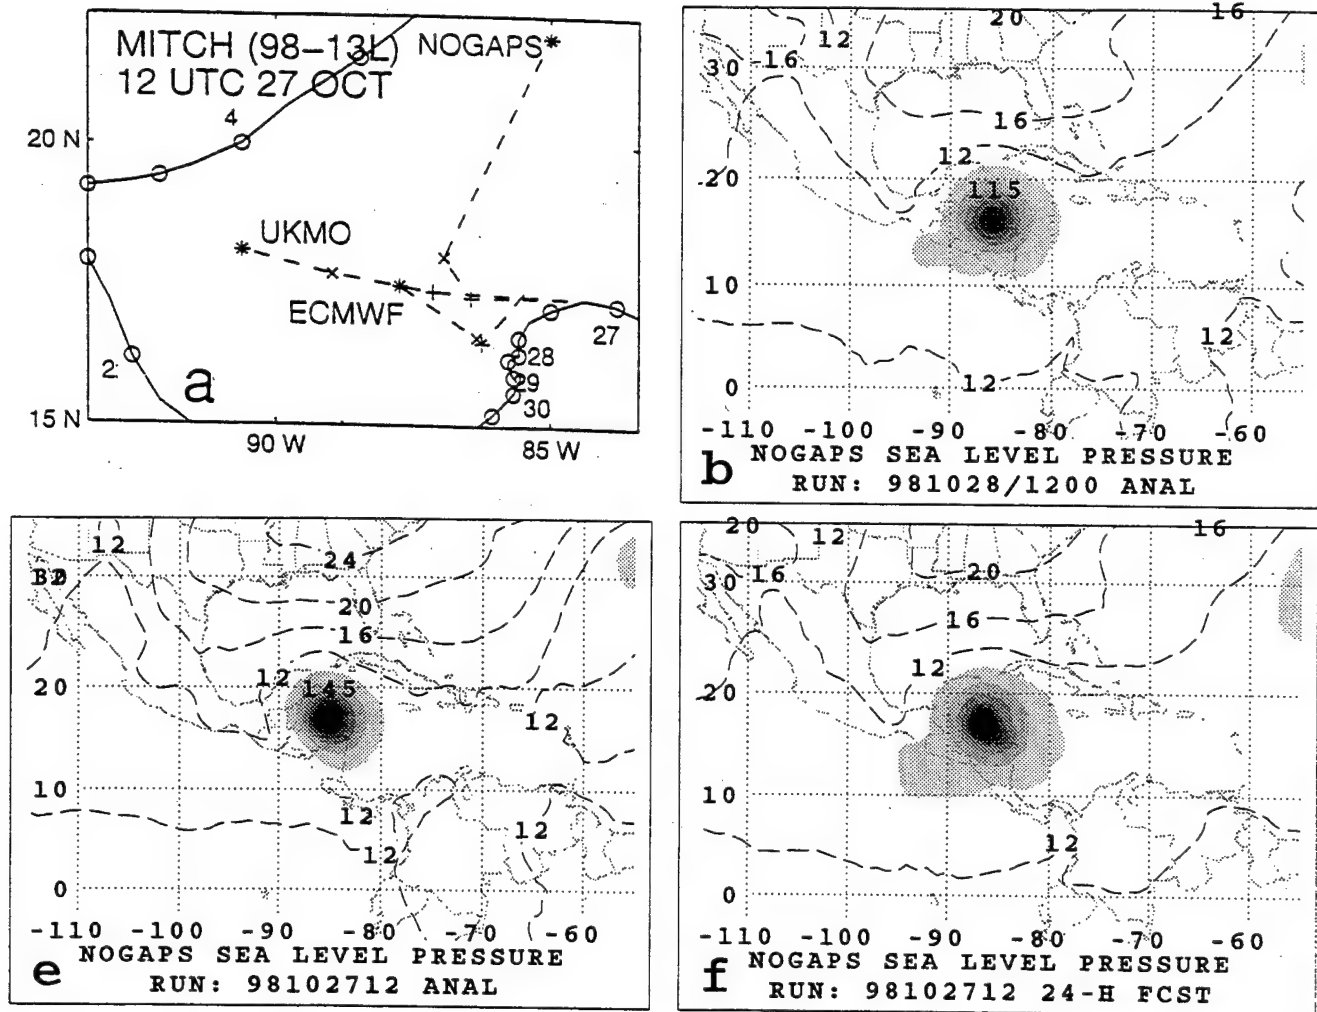 MITCH (98-13L) NOGAPS
12 UTC 27 OCT
4
20 N
UKMO
ECMWF
27
28
2
a
29
30
15 N
90 W
85 W
20
16
12
16
30
16
12
20
115
10
12
0
12
-110 -100 -90 -80 -70 -60
b
NOGAPS SEA LEVEL PRESSURE
RUN: 981028/1200 ANAL
12
24
20
16
12
20
145
12
10
12
12
12
0
-110 -100 -90 -80 -70 -60
e
NOGAPS SEA LEVEL PRESSURE
RUN: 98102712 ANAL
20
12
16
30
16
20
16
12
20
10
12
0
-110 -100 -90 -80 -70 -60
f
NOGAPS SEA LEVEL PRESSURE
RUN: 98102712 24-H FCST